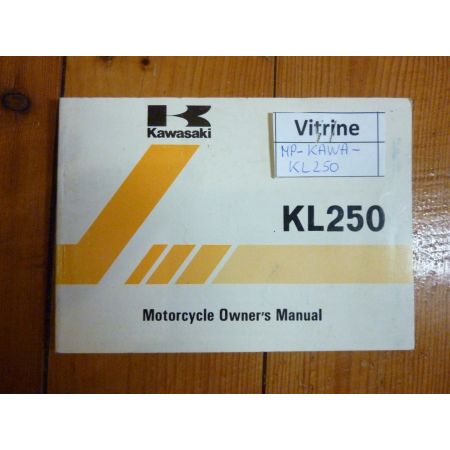 Kawasaki
Vitrine
MP-KAWA-
KL250
KL250
Motorcycle Owner's Manual